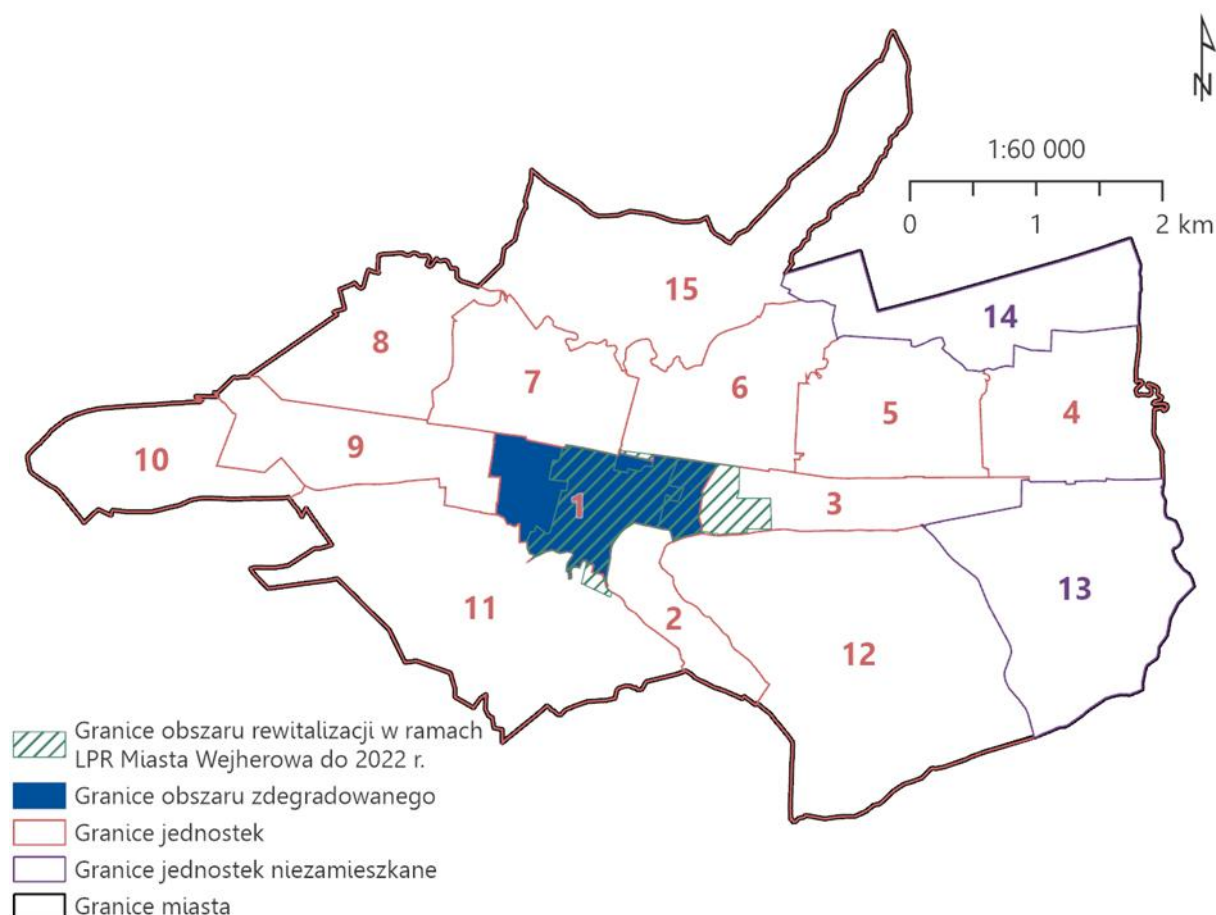 N
1:60 000
0 1 2 km
15
14
8
7
6
5
4
10
9
1
3
11
2
12
13
Granice obszaru rewitalizacji w ramach
LPR Miasta Wejherowa do 2022 r.
Granice obszaru zdegradowanego
Granice jednostek
Granice jednostek niezamieszkane
Granice miasta